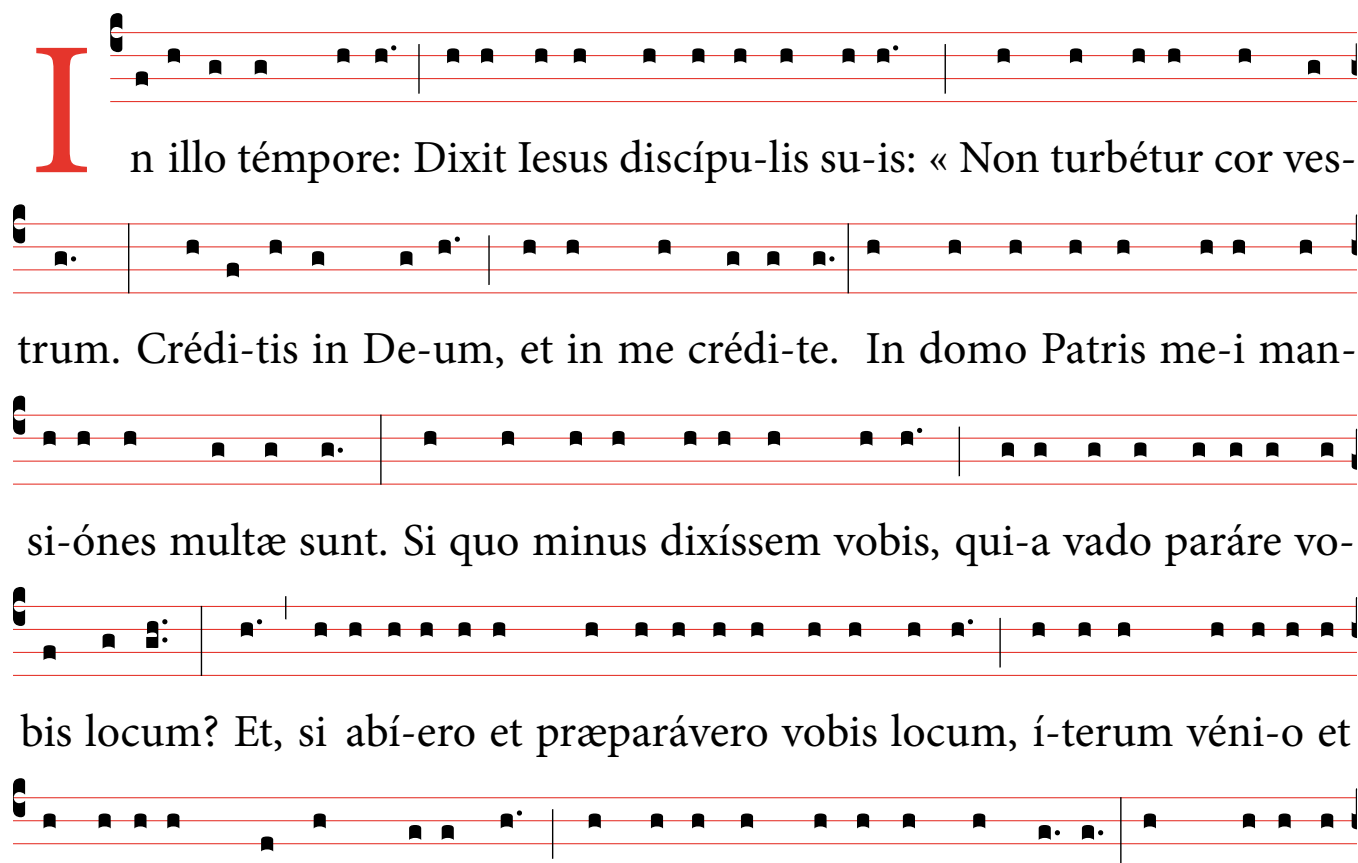 In illo témpore: Dixit Iesus discípu-lis su-is: « Non turbétur cor ves-
trum. Crédi-tis in De-um, et in me crédi-te. In domo Patris me-i man-
si-ónes multæ sunt. Si quo minus dixíssem vobis, qui-a vado paráre vo-
bis locum? Et, si abí-ero et præparávero vobis locum, í-terum véni-o et